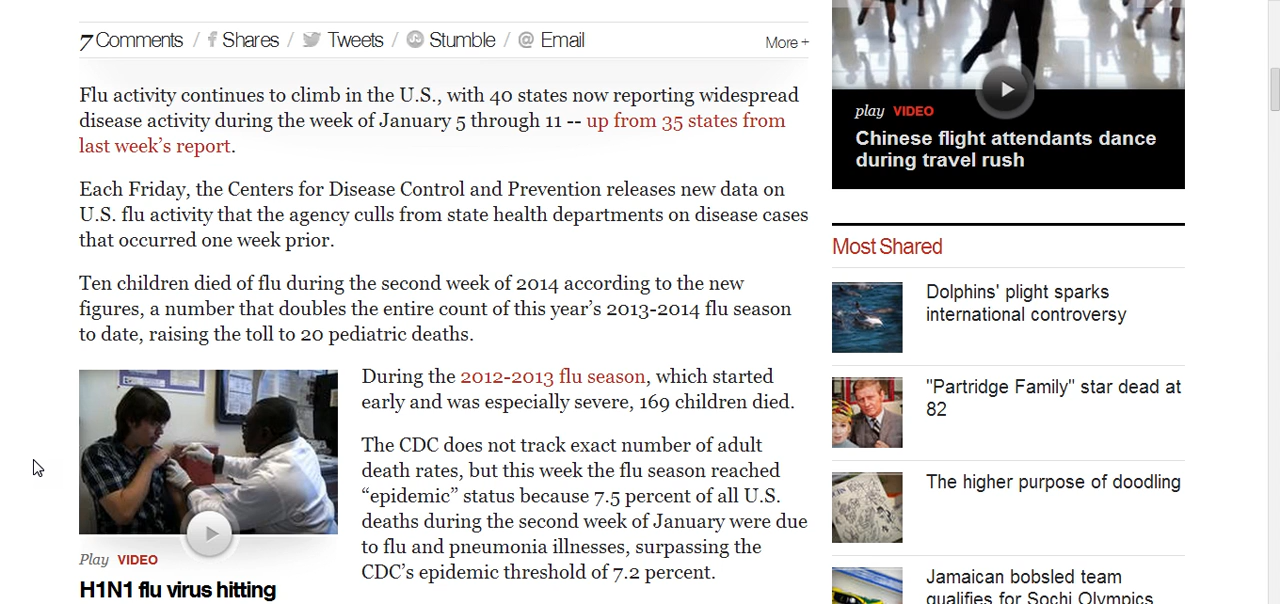 7 Comments / Shares / Tweets / Stumble / @ Email
More +
Flu activity continues to climb in the U.S., with 40 states now reporting widespread
disease activity during the week of January 5 through 11 -- up from 35 states from
last week’s report.
Each Friday, the Centers for Disease Control and Prevention releases new data on
U.S. flu activity that the agency culls from state health departments on disease cases
that occurred one week prior.
Ten children died of flu during the second week of 2014 according to the new
figures, a number that doubles the entire count of this year’s 2013-2014 flu season
to date, raising the toll to 20 pediatric deaths.
During the 2012-2013 flu season, which started
early and was especially severe, 169 children died.
The CDC does not track exact number of adult
death rates, but this week the flu season reached
“epidemic” status because 7.5 percent of all U.S.
deaths during the second week of January were due
to flu and pneumonia illnesses, surpassing the
CDC’s epidemic threshold of 7.2 percent.
Play VIDEO
H1N1 flu virus hitting
play VIDEO
Chinese flight attendants dance
during travel rush
Most Shared
Dolphins' plight sparks
international controversy
"Partridge Family" star dead at
82
The higher purpose of doodling
Jamaican bobsled team
qualifies for Sochi Olympics